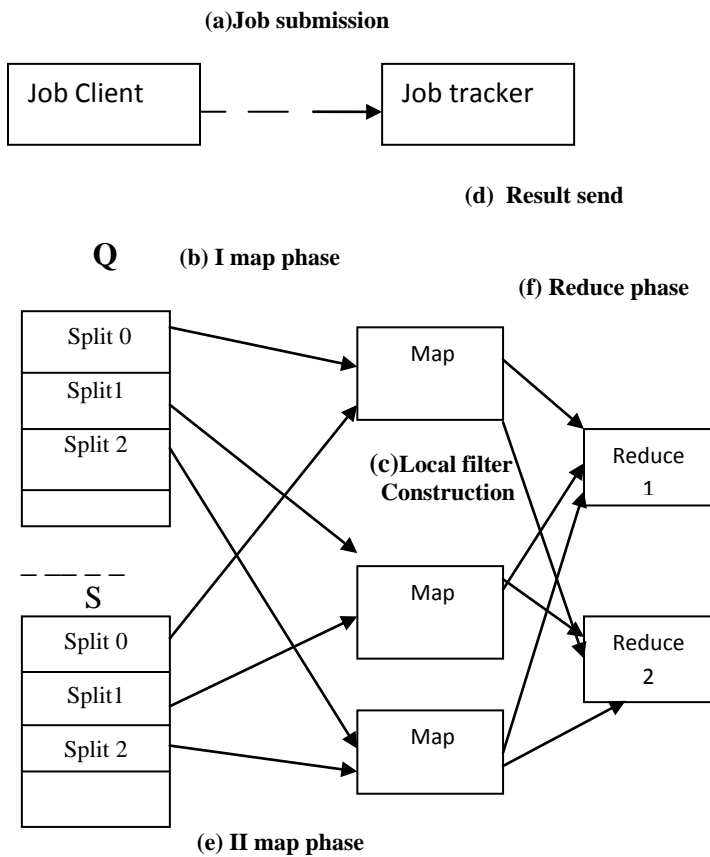 (a)Job submission
Job Client
Job tracker
(d) Result send
Q
(b) I map phase
(f) Reduce phase
Split 0
Split1
Split 2
Map
(c)Local filter
Construction
Reduce
1
Map
S
Split 0
Split1
Split 2
Reduce
2
Map
(e) II map phase